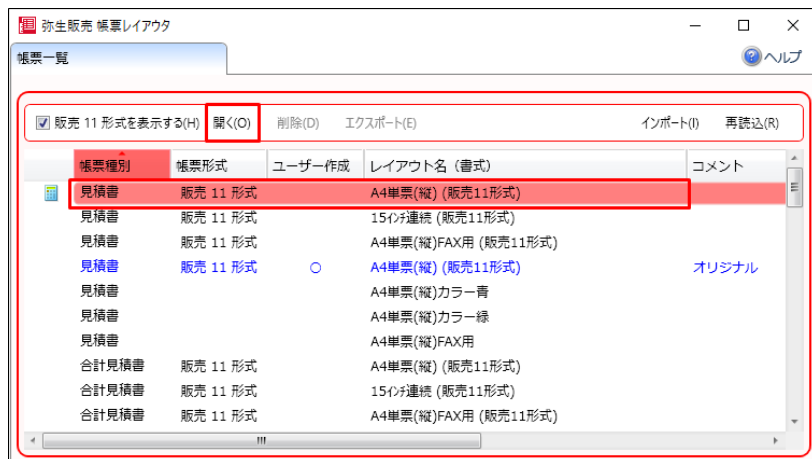 弥生販売 帳票レイアウタ
帳票一覧 ヘルプ
販売 11 形式を表示する(H) 開く(O) 削除(D) エクスポート(E) インポート(I) 再読込(R)
帳票種別 帳票形式 ユーザー作成 レイアウト名（書式） コメント
見積書 販売 11 形式 A4単票(縦) (販売11形式)
見積書 販売 11 形式 15インチ連続 (販売11形式)
見積書 販売 11 形式 A4単票(縦)FAX用 (販売11形式)
見積書 販売 11 形式 ○ A4単票(縦) (販売11形式) オリジナル
見積書 A4単票(縦)カラー青
見積書 A4単票(縦)カラー緑
見積書 A4単票(縦)FAX用
合計見積書 販売 11 形式 A4単票(縦) (販売11形式)
合計見積書 販売 11 形式 15インチ連続 (販売11形式)
合計見積書 販売 11 形式 A4単票(縦)FAX用 (販売11形式)